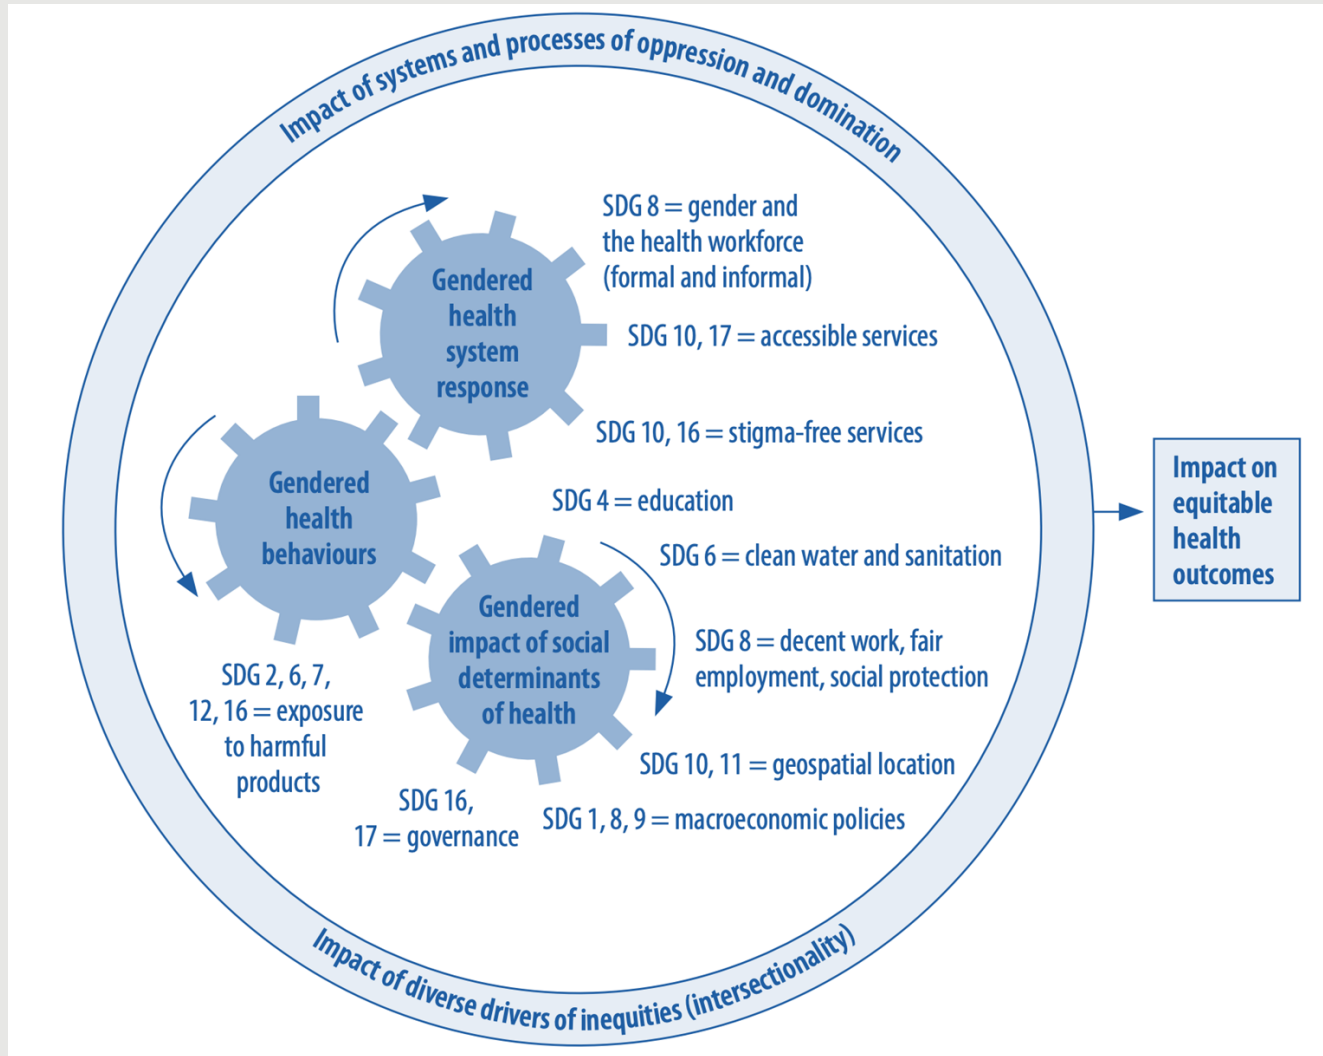 Impact of systems and processes of oppression and domination
Gendered
health
system
response
SDG 8 = gender and
the health workforce
(formal and informal)
SDG 10, 17 = accessible services
SDG 10, 16 = stigma-free services
Gendered
health
behaviours
SDG 2, 6, 7,
12, 16 = exposure
to harmful
products
Gendered
impact of social
determinants
of health
SDG 4 = education
SDG 6 = clean water and sanitation
SDG 8 = decent work, fair
employment, social protection
SDG 10, 11 = geospatial location
SDG 1, 8, 9 = macroeconomic policies
SDG 16,
17 = governance
Impact of diverse drivers of inequities (intersectionality)
Impact on
equitable
health
outcomes